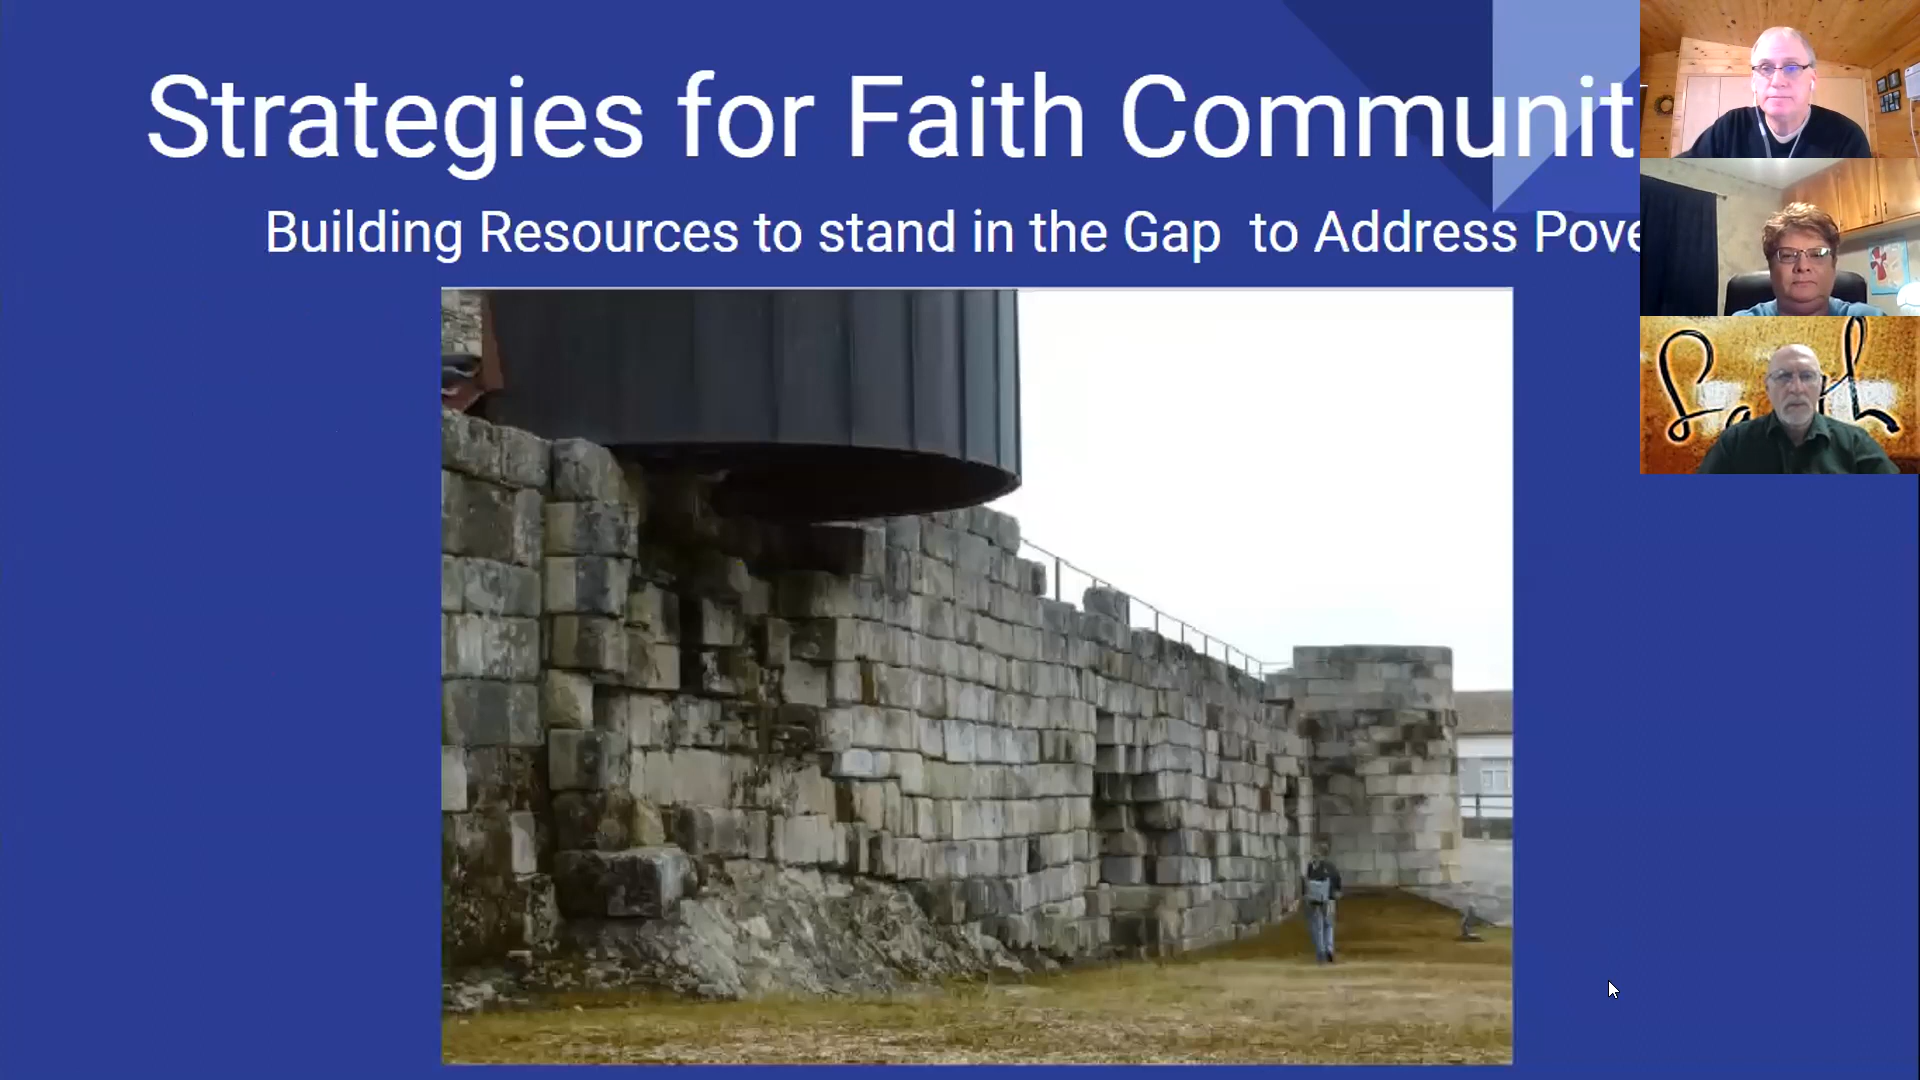 Strategies for Faith Communit
Building Resources to stand in the Gap to Address Pove